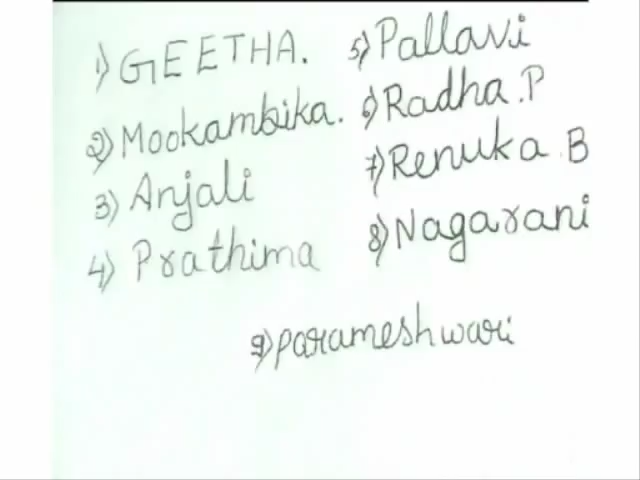 1) GEETHA.
2) Mookambika.
3) Anjali
4) Prathima
5) Pallavi
6) Radha.P
7) Renuka.B
8) Nagarani
9) parameshwari